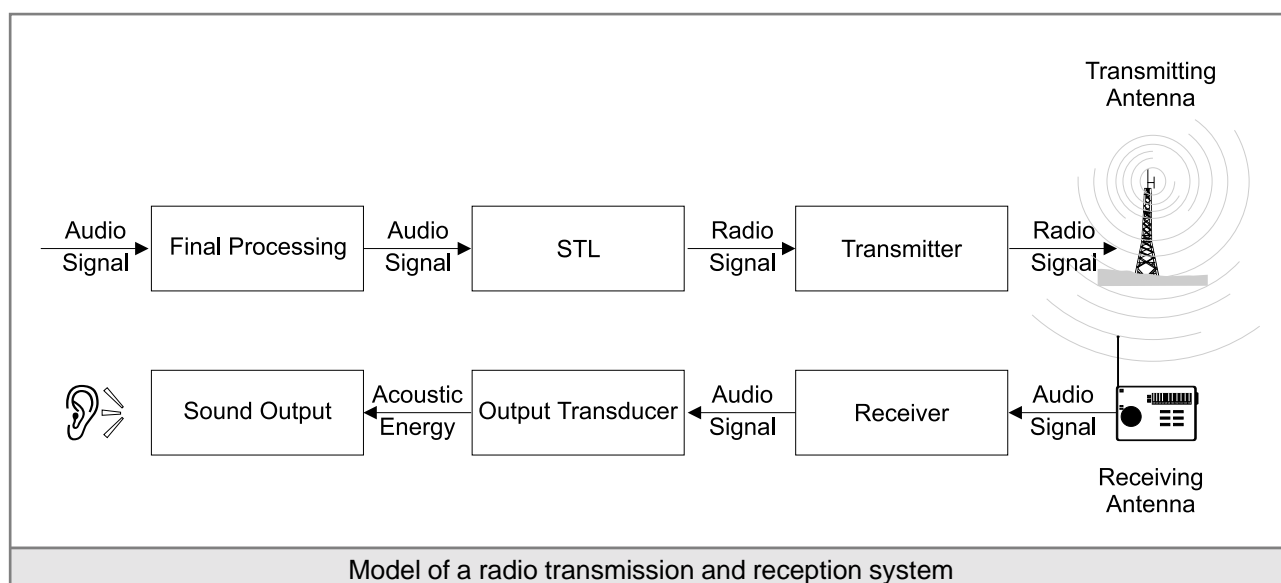 Transmitting
Antenna
Audio
Signal
Final Processing
Audio
Signal
STL
Radio
Signal
Transmitter
Radio
Signal
Sound Output
Acoustic
Energy
Output Transducer
Audio
Signal
Receiver
Audio
Signal
Receiving
Antenna
Model of a radio transmission and reception system